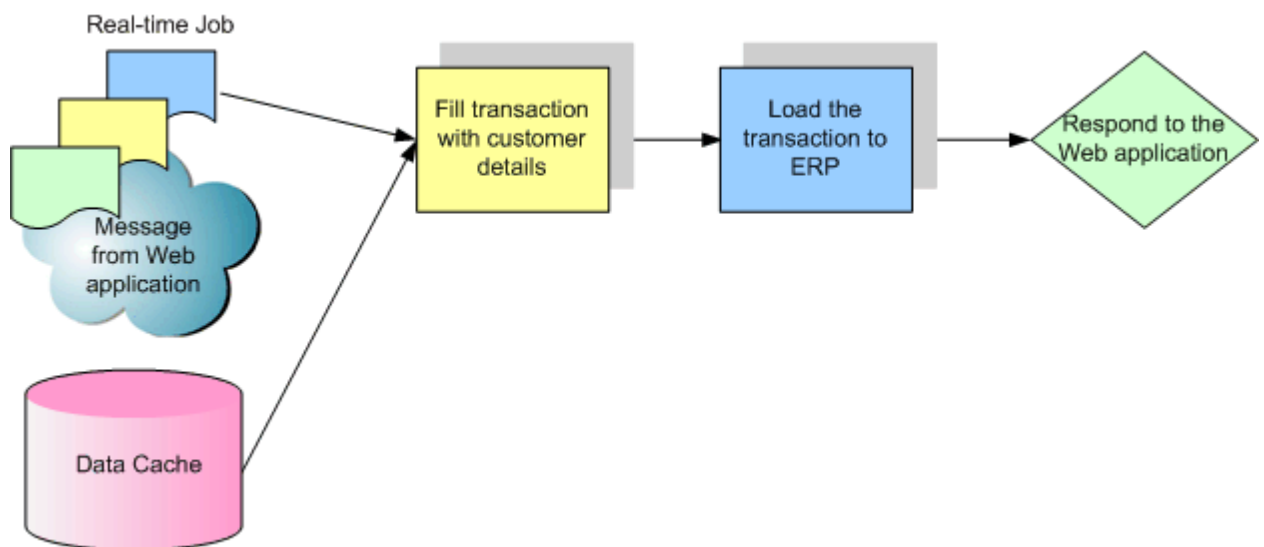 Real-time Job
Message
from Web
application
Data Cache
Fill transaction
with customer
details
Load the
transaction to
ERP
Respond to the
Web application